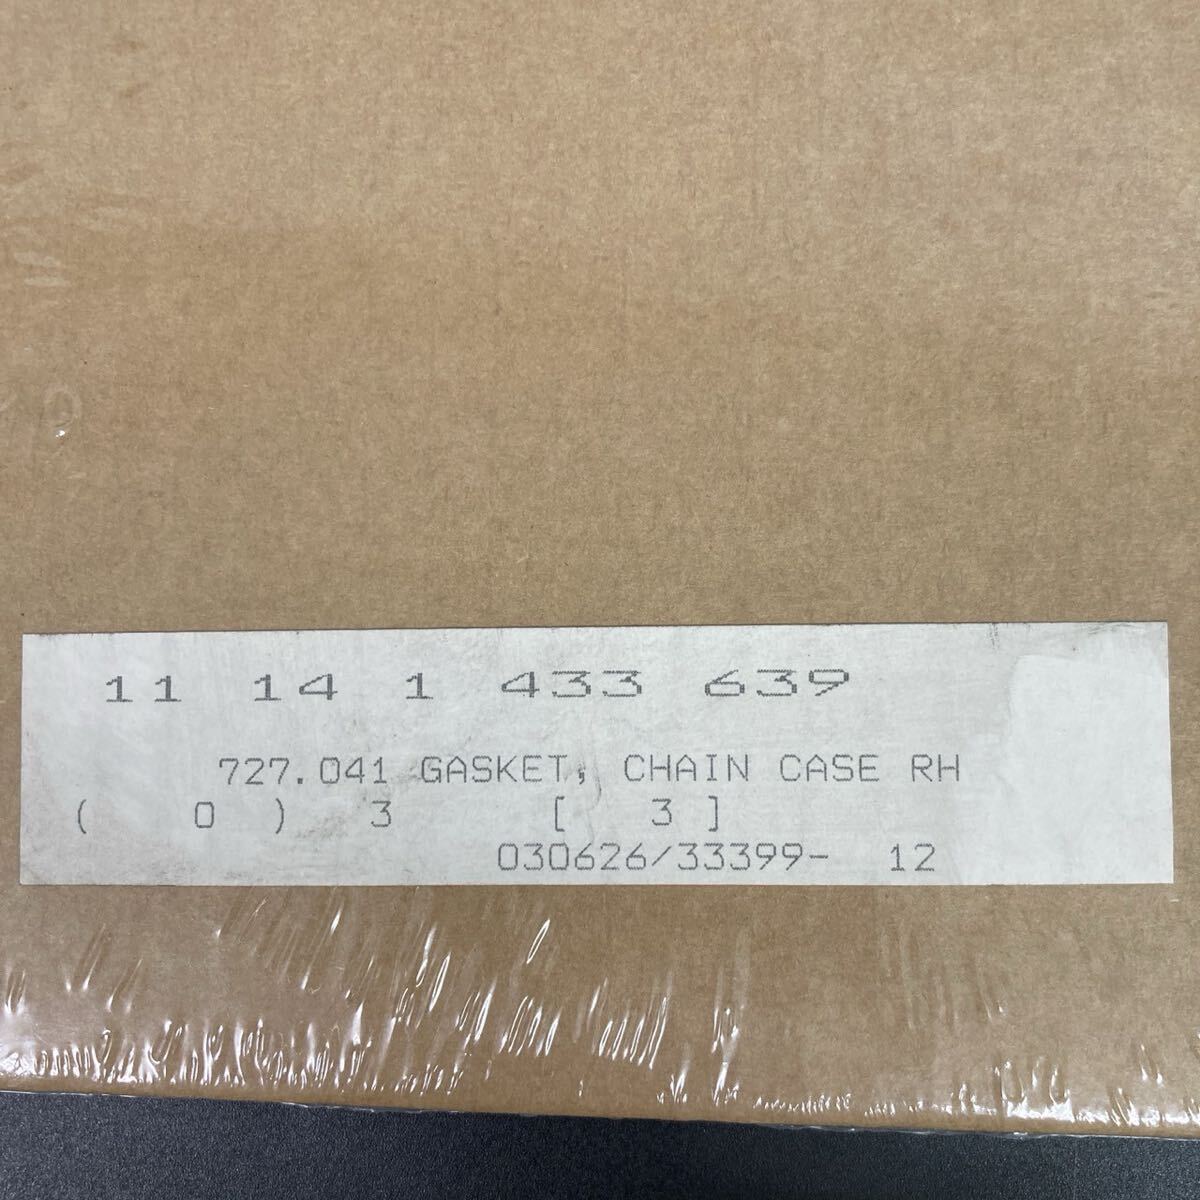 11 14 1 433 639
727.041 GASKET, CHAIN CASE RH
( 0 ) 3 [ 3 ]
030626/33399- 12